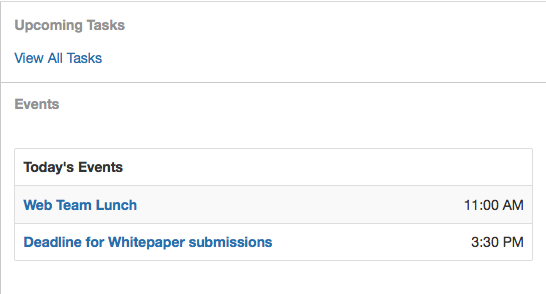 Upcoming Tasks
View All Tasks
Events
Today's Events
Web Team Lunch 11:00 AM
Deadline for Whitepaper submissions 3:30 PM